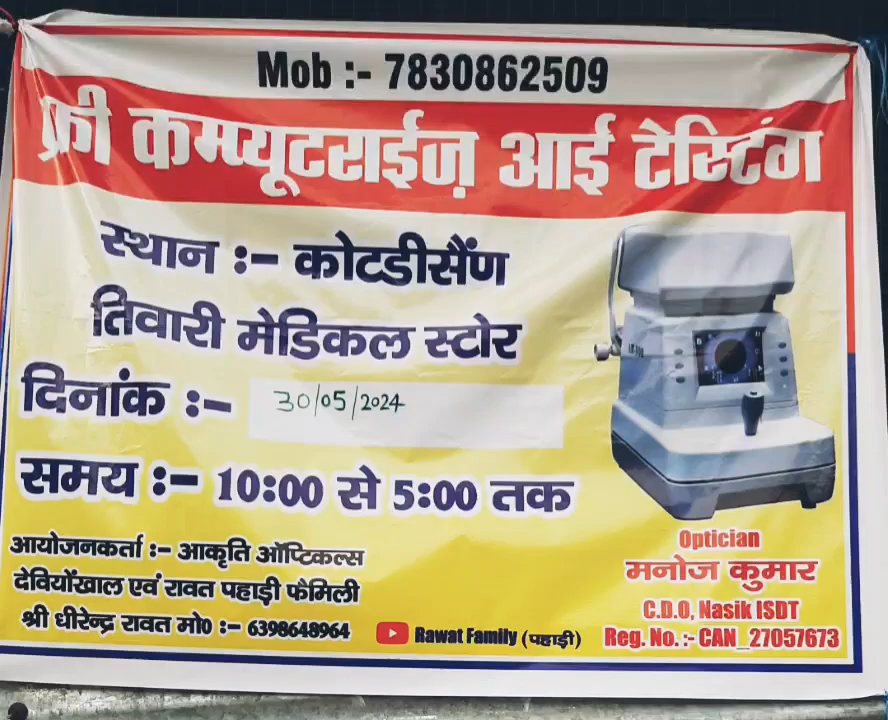 Mob :- 7830862509
फ्री कम्प्यूटराईज़ आई टेस्टिंग
स्थान :- कोटडीसैंण
तिवारी मेडिकल स्टोर
दिनांक :- 30/05/2024
समय :- 10:00 से 5:00 तक
आयोजनकर्ता :- आकृति ऑप्टिकल्स
देवियोंखाल एवं रावत पहाड़ी फैमिली
श्री धीरेन्द्र रावत मो0 :- 6398648964
Rawat Family (पहाड़ी)
Optician
मनोज कुमार
C.D.O, Nasik ISDT
Reg. No. :- CAN_27057673